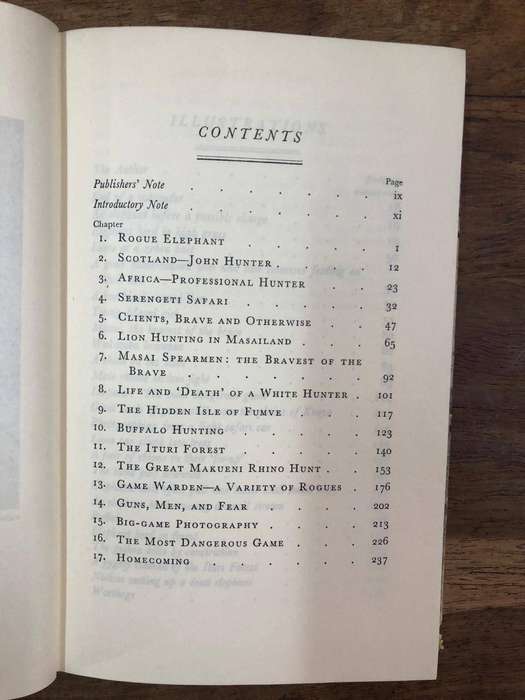 CONTENTS
Page
Publishers' Note . . . . . . ix
Introductory Note . . . . . . xi
Chapter
1. Rogue Elephant . . . . 1
2. Scotland—John Hunter . . . . 12
3. Africa—Professional Hunter . . . 23
4. Serengeti Safari . . . . . 32
5. Clients, Brave and Otherwise . . 47
6. Lion Hunting in Masailand . . . 65
7. Masai Spearmen: the Bravest of the
Brave . . . . . . 92
8. Life and 'Death' of a White Hunter . 101
9. The Hidden Isle of Fumve . . . 117
10. Buffalo Hunting . . . . . 123
11. The Ituri Forest . . . . . 140
12. The Great Makueni Rhino Hunt . . 153
13. Game Warden—a Variety of Rogues . 176
14. Guns, Men, and Fear . . . . 202
15. Big-game Photography . . . . 213
16. The Most Dangerous Game . . . 226
17. Homecoming . . . . . 237